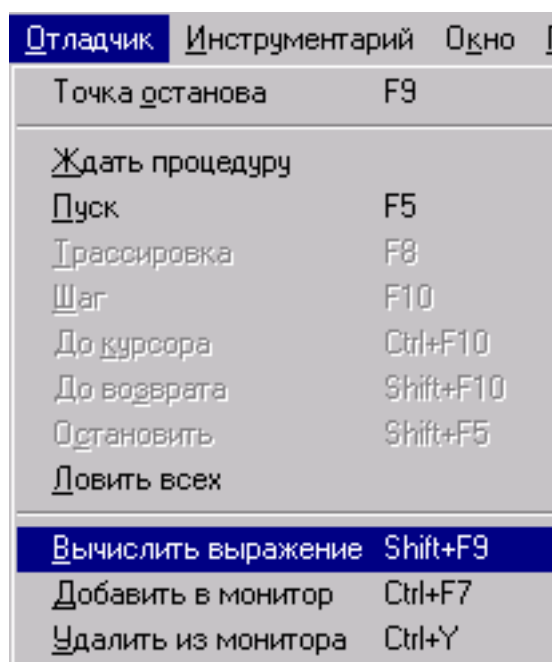 Отладчик Инструментарий Окно
Точка останова F9
Ждать процедуру
Пуск F5
Трассировка F8
Шаг F10
До курсора Ctrl+F10
До возврата Shift+F10
Остановить Shift+F5
Ловить всех
Вычислить выражение Shift+F9
Добавить в монитор Ctrl+F7
Удалить из монитора Ctrl+Y